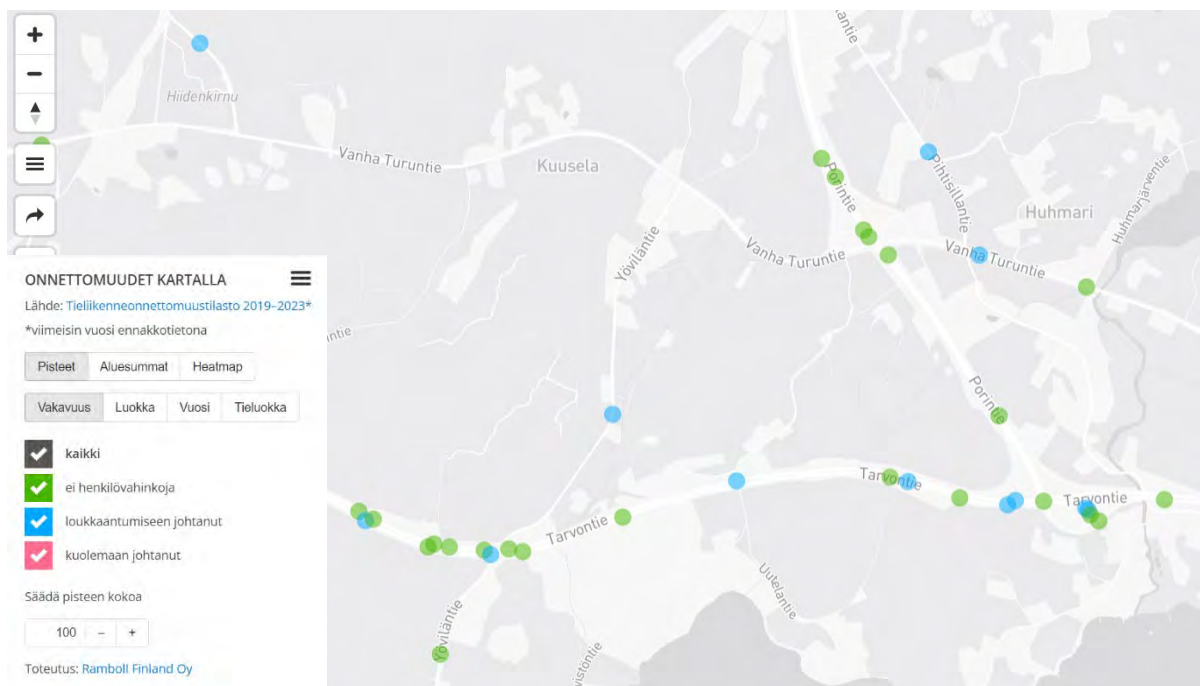 +
−
ONNETTOMUUDET KARTALLA
Lähde: Tieliikenneonnettomuustilasto 2019–2023*
*viimeisin vuosi ennakkotietona
Pisteet Aluesummat Heatmap
Vakavuus Luokka Vuosi Tieluokka
kaikki
ei henkilövahinkoja
loukkaantumiseen johtanut
kuolemaan johtanut
Säädä pisteen kokoa
100 − +
Toteutus: Ramboll Finland Oy
Hiidenkirnu
Vanha Turuntie
Kuusela
Yöviläntie
Porintie
Pihtisillantie
Huhmari
Huhmarjärventie
Vanha Turuntie
Vanha Turuntie
Porintie
Tarvontie
Tarvontie
Tarvontie
Uutelantie
Yöviläntie